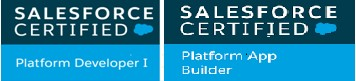 SALESFORCE
CERTIFIED
Platform Developer I
SALESFORCE
CERTIFIED
Platform App
Builder